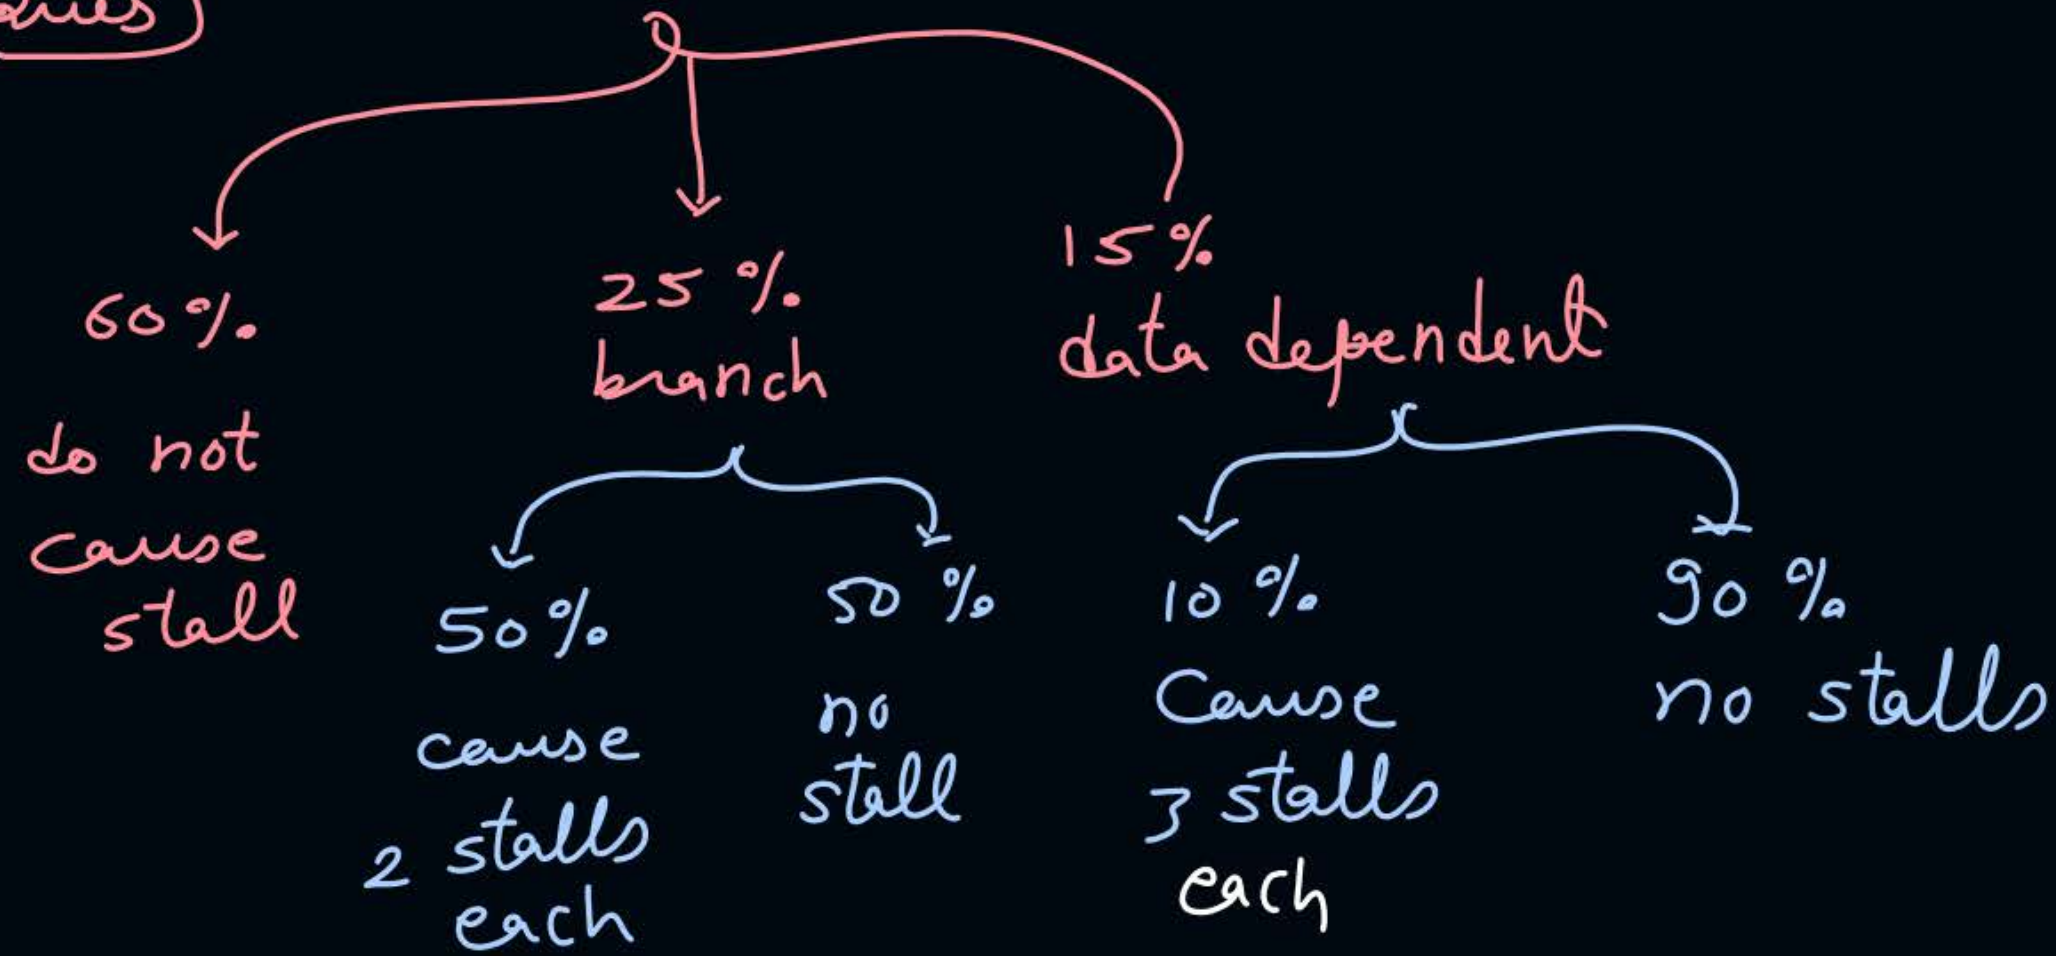 60%
do not
cause
stall
25%
branch
50%
cause
2 stalls
each
50%
no
stall
15%
data dependent
10%
Cause
3 stalls
each
90%
no stalls